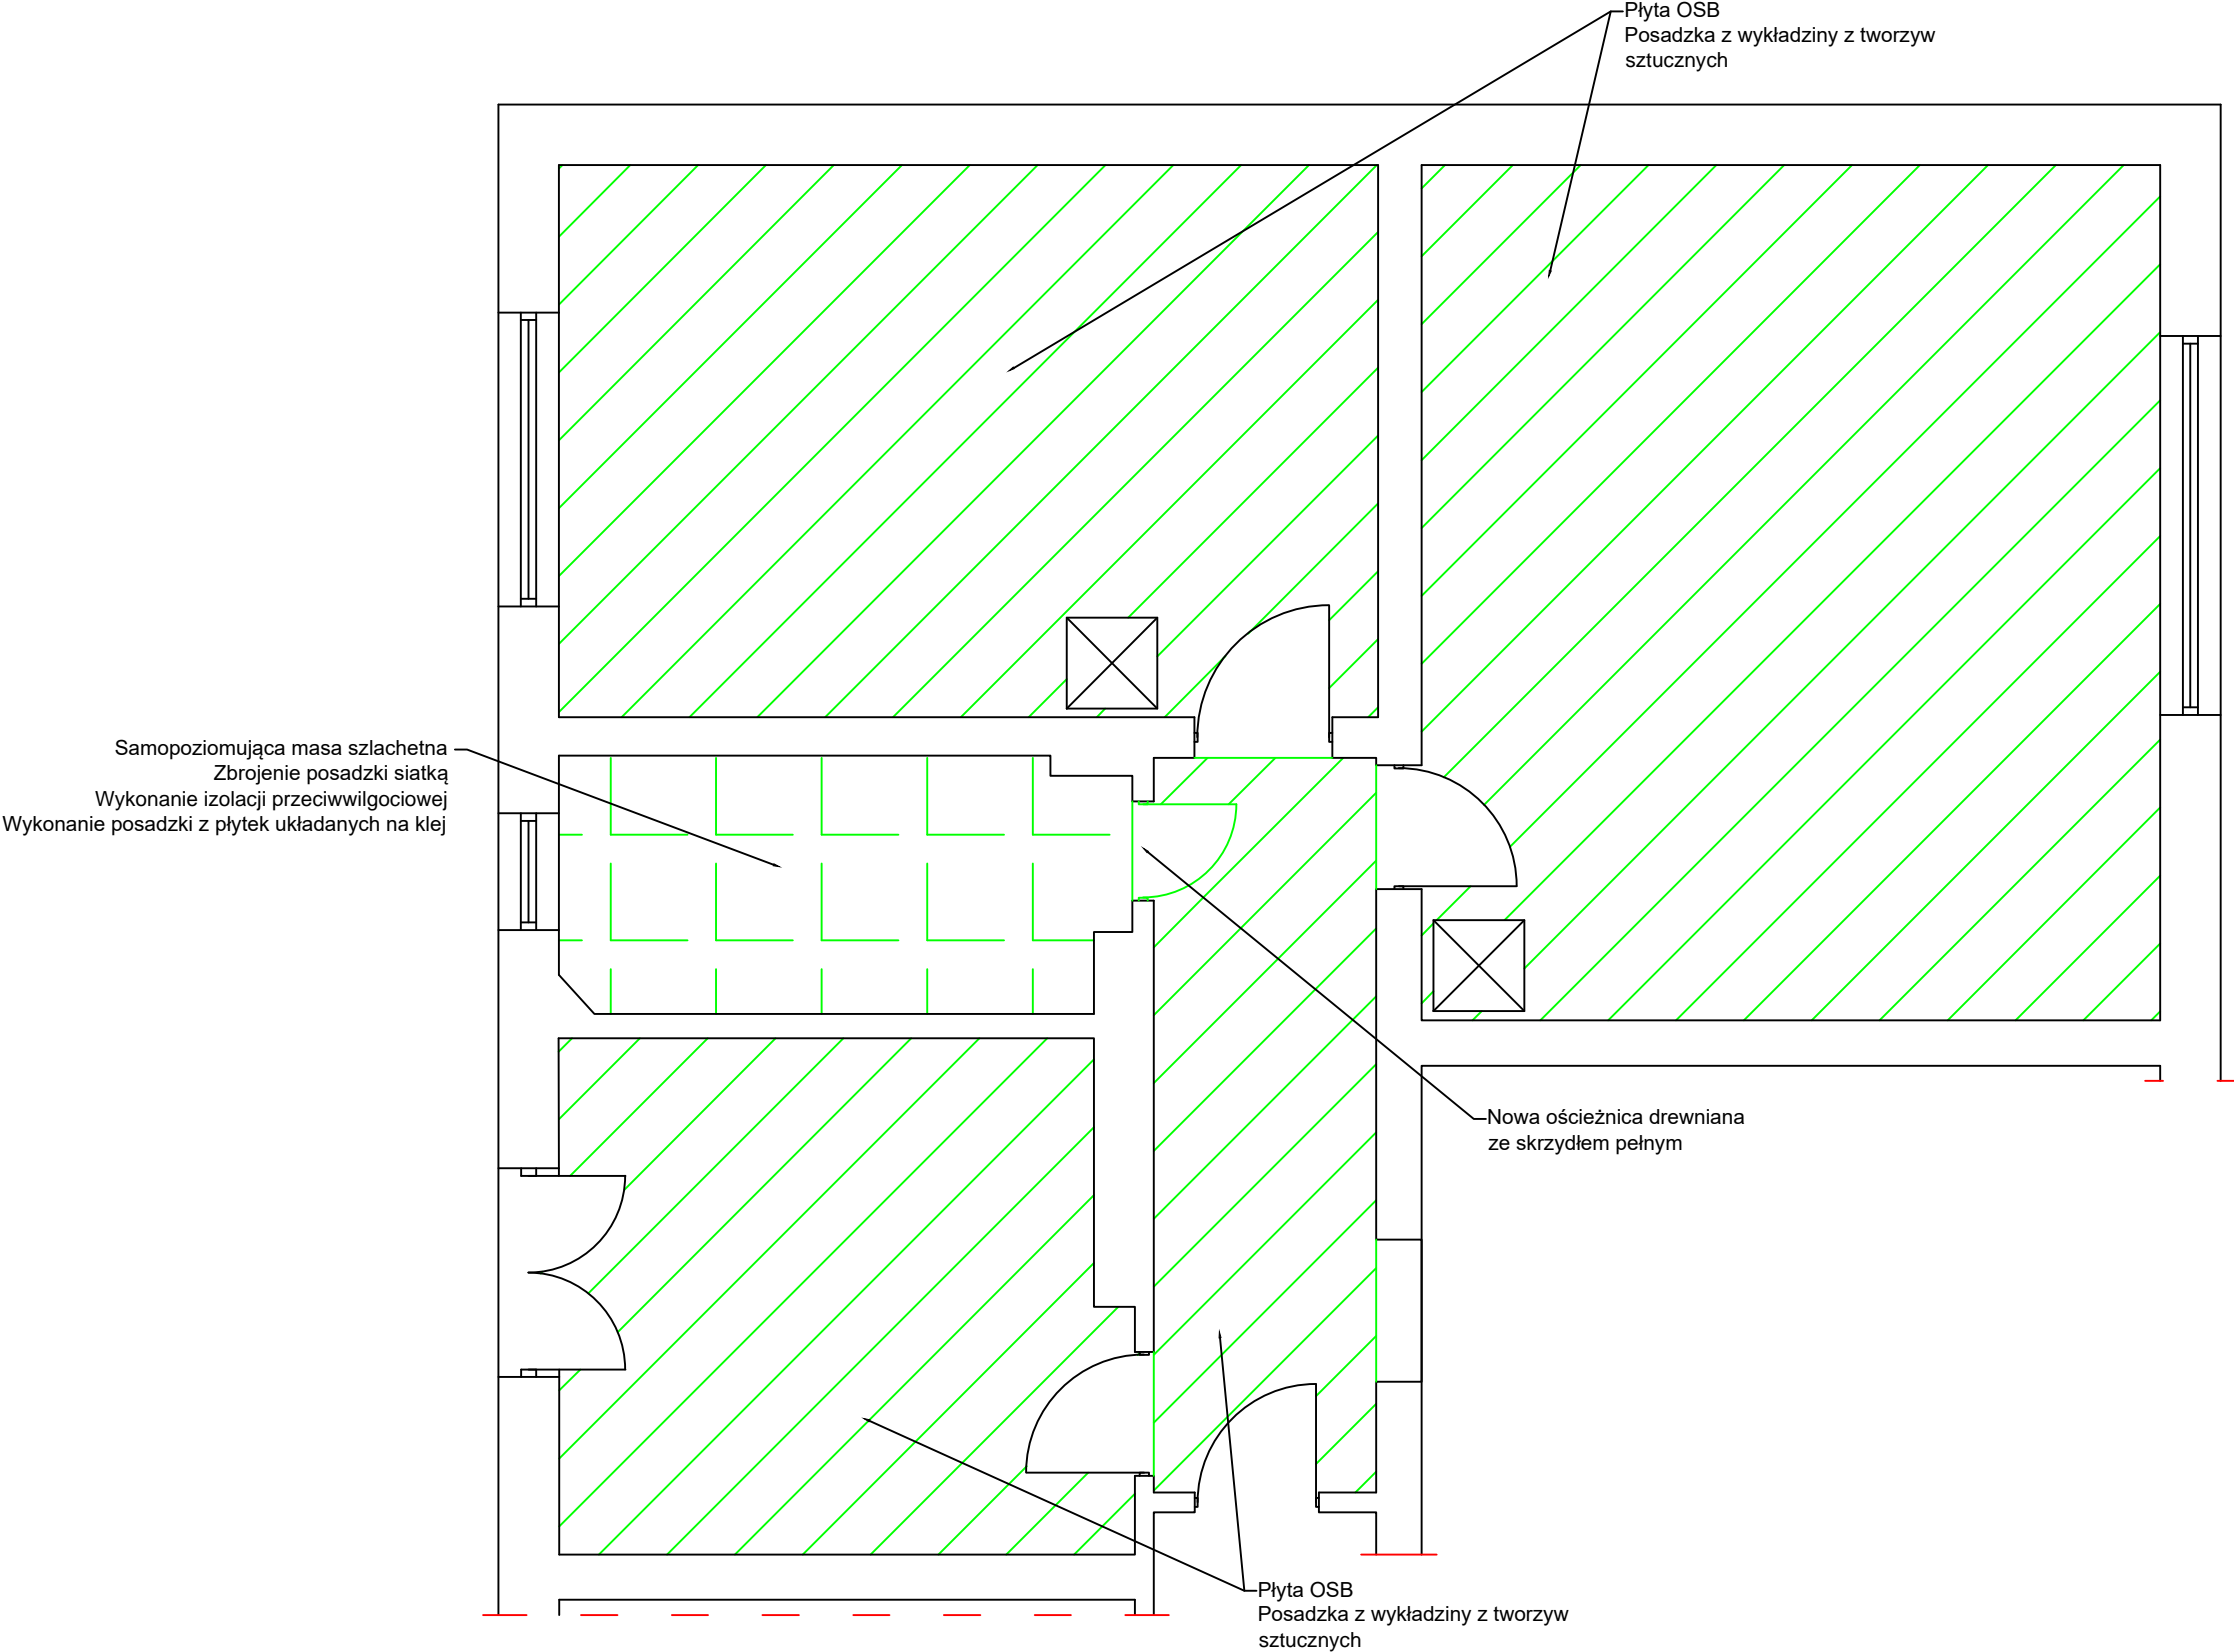 Płyta OSB
Posadzka z wykładziny z tworzyw
sztucznych
Samopoziomująca masa szlachetna
Zbrojenie posadzki siatką
Wykonanie izolacji przeciwwilgociowej
Wykonanie posadzki z płytek układanych na klej
Nowa ościeżnica drewniana
ze skrzydłem pełnym
Płyta OSB
Posadzka z wykładziny z tworzyw
sztucznych